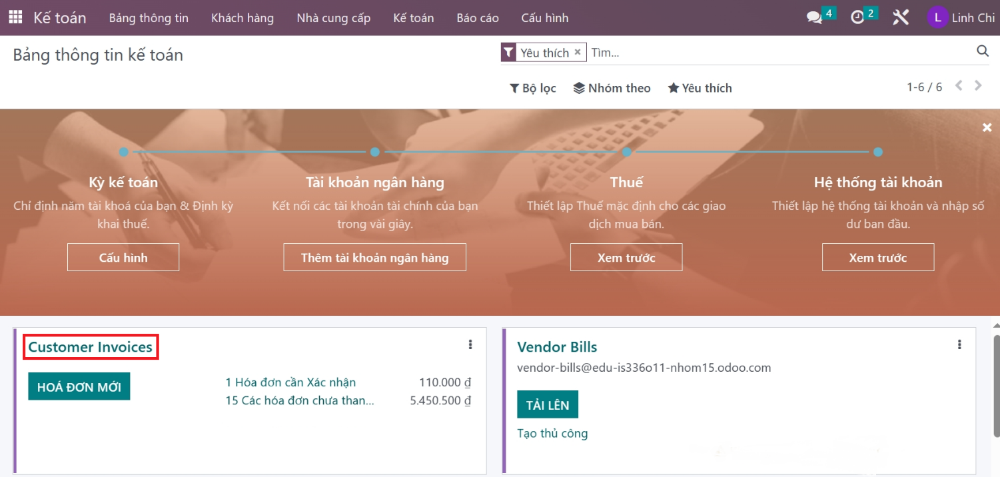 Kế toán Bảng thông tin Khách hàng Nhà cung cấp Kế toán Báo cáo Cấu hình 4 2 L Linh Chi
Bảng thông tin kế toán
Yêu thích × Tìm...
Bộ lọc Nhóm theo Yêu thích 1-6 / 6
Kỳ kế toán
Chỉ định năm tài khoá của bạn & Định kỳ
khai thuế.
Cấu hình
Tài khoản ngân hàng
Kết nối các tài khoản tài chính của bạn
trong vài giây.
Thêm tài khoản ngân hàng
Thuế
Thiết lập Thuế mặc định cho các giao
dịch mua bán.
Xem trước
Hệ thống tài khoản
Thiết lập hệ thống tài khoản và nhập số
dư ban đầu.
Xem trước
Customer Invoices
HOÁ ĐƠN MỚI
1 Hóa đơn cần Xác nhận 110.000 ₫
15 Các hóa đơn chưa than... 5.450.500 ₫
Vendor Bills
vendor-bills@edu-is336o11-nhom15.odoo.com
TẢI LÊN
Tạo thủ công